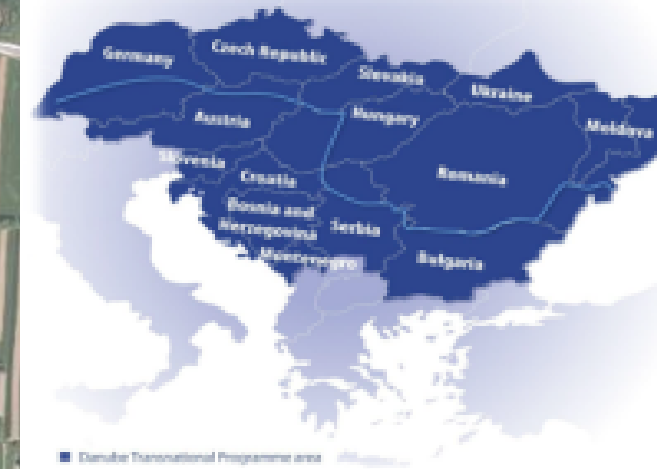 Germany
Czech Republic
Slovakia
Ukraine
Austria
Hungary
Moldova
Slovenia
Croatia
Romania
Bosnia and
Herzegovina
Serbia
Montenegro
Bulgaria
Danube Transnational Programme area